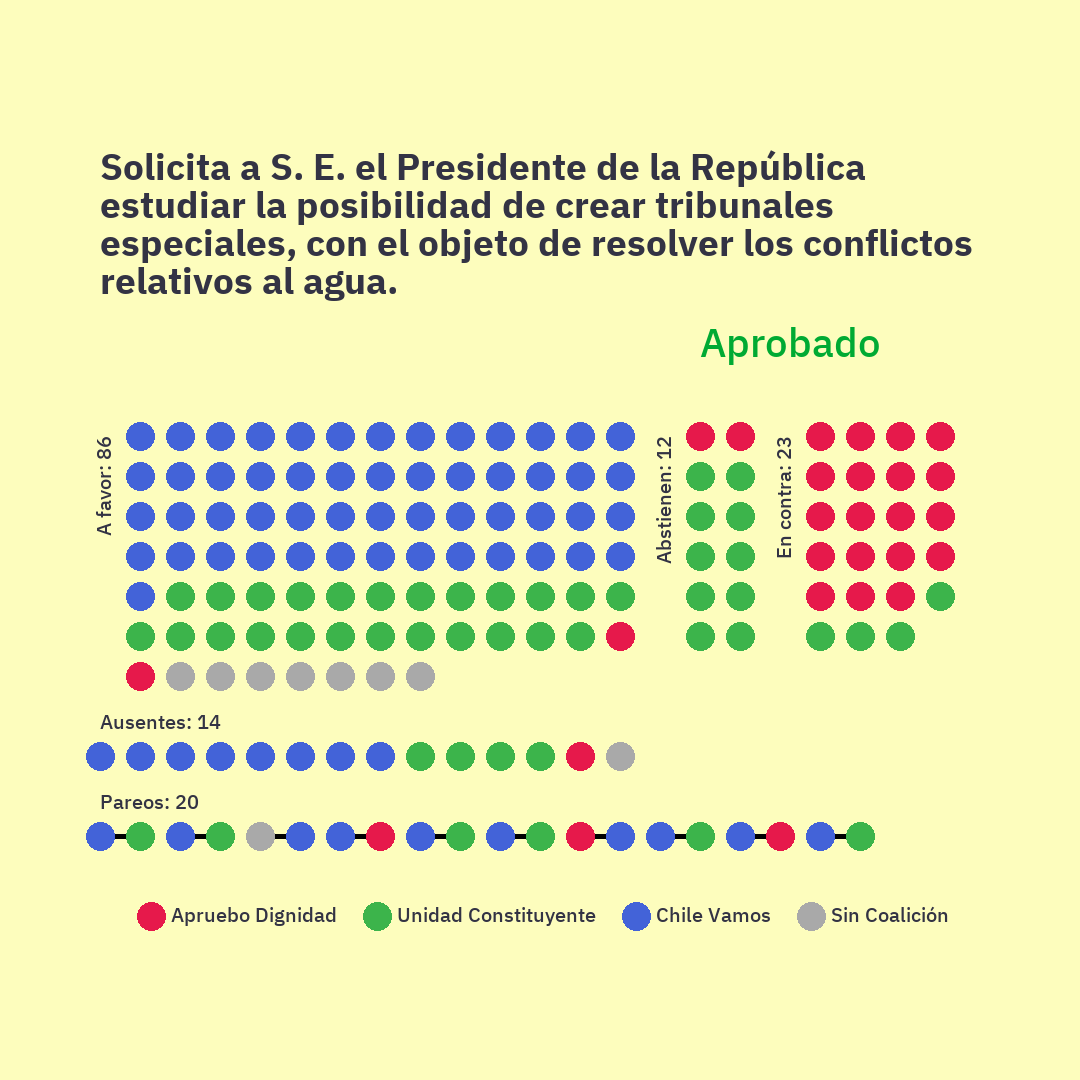 Solicita a S. E. el Presidente de la República
estudiar la posibilidad de crear tribunales
especiales, con el objeto de resolver los conflictos
relativos al agua.
Aprobado
A favor: 86
Abstienen: 12
En contra: 23
Ausentes: 14
Pareos: 20
Apruebo Dignidad
Unidad Constituyente
Chile Vamos
Sin Coalición